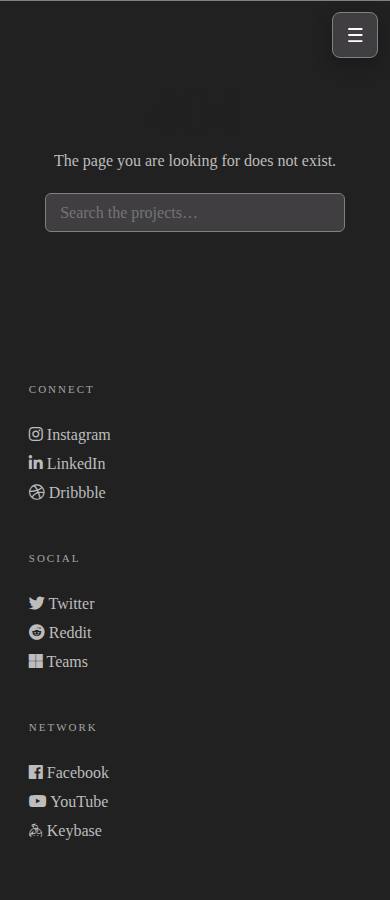 ☰
The page you are looking for does not exist.
Search the projects…
CONNECT
Instagram
LinkedIn
Dribbble
SOCIAL
Twitter
Reddit
Teams
NETWORK
Facebook
YouTube
Keybase